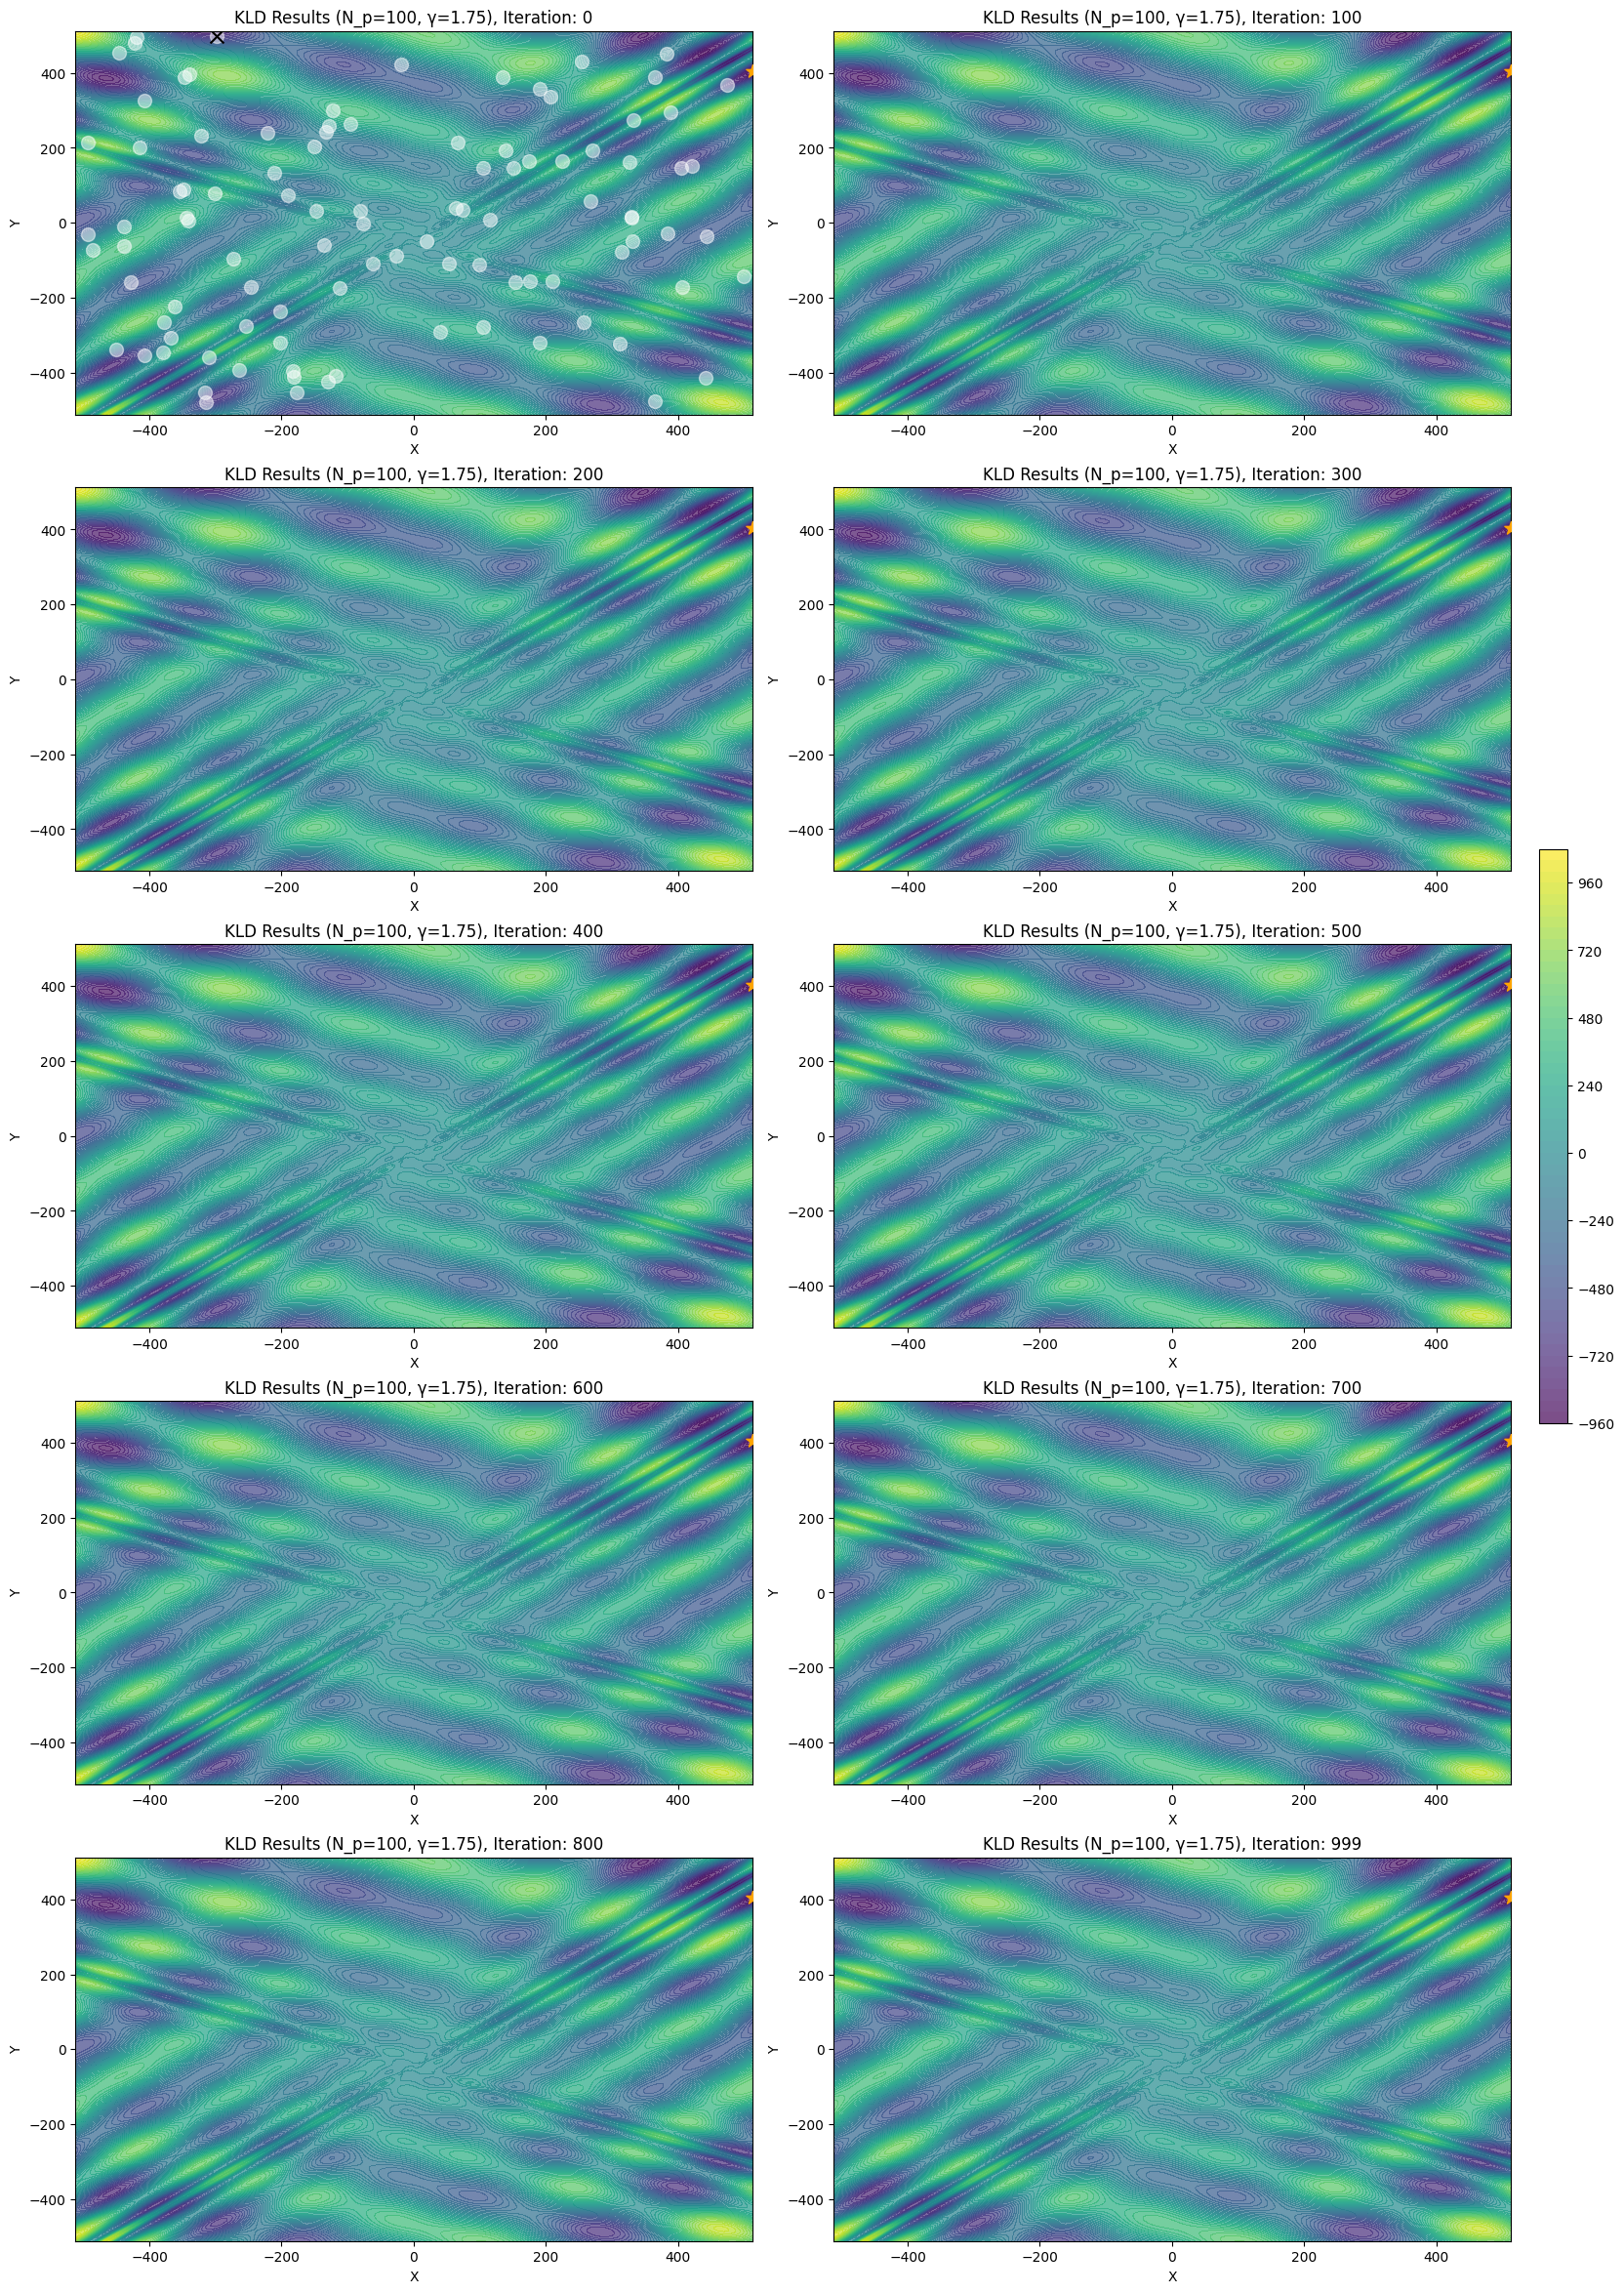 KLD Results (N_p=100, γ=1.75), Iteration: 0
KLD Results (N_p=100, γ=1.75), Iteration: 100
400
200
0
−200
−400
Y
−400 −200 0 200 400
X
−400 −200 0 200 400
X
KLD Results (N_p=100, γ=1.75), Iteration: 200
KLD Results (N_p=100, γ=1.75), Iteration: 300
400
200
0
−200
−400
Y
400
200
0
−200
−400
Y
−400 −200 0 200 400
X
−400 −200 0 200 400
X
KLD Results (N_p=100, γ=1.75), Iteration: 400
KLD Results (N_p=100, γ=1.75), Iteration: 500
400
200
0
−200
−400
Y
400
200
0
−200
−400
Y
−400 −200 0 200 400
X
−400 −200 0 200 400
X
KLD Results (N_p=100, γ=1.75), Iteration: 600
KLD Results (N_p=100, γ=1.75), Iteration: 700
400
200
0
−200
−400
Y
400
200
0
−200
−400
Y
−400 −200 0 200 400
X
−400 −200 0 200 400
X
KLD Results (N_p=100, γ=1.75), Iteration: 800
KLD Results (N_p=100, γ=1.75), Iteration: 999
400
200
0
−200
−400
Y
400
200
0
−200
−400
Y
−400 −200 0 200 400
X
−400 −200 0 200 400
X
960
720
480
240
0
−240
−480
−720
−960